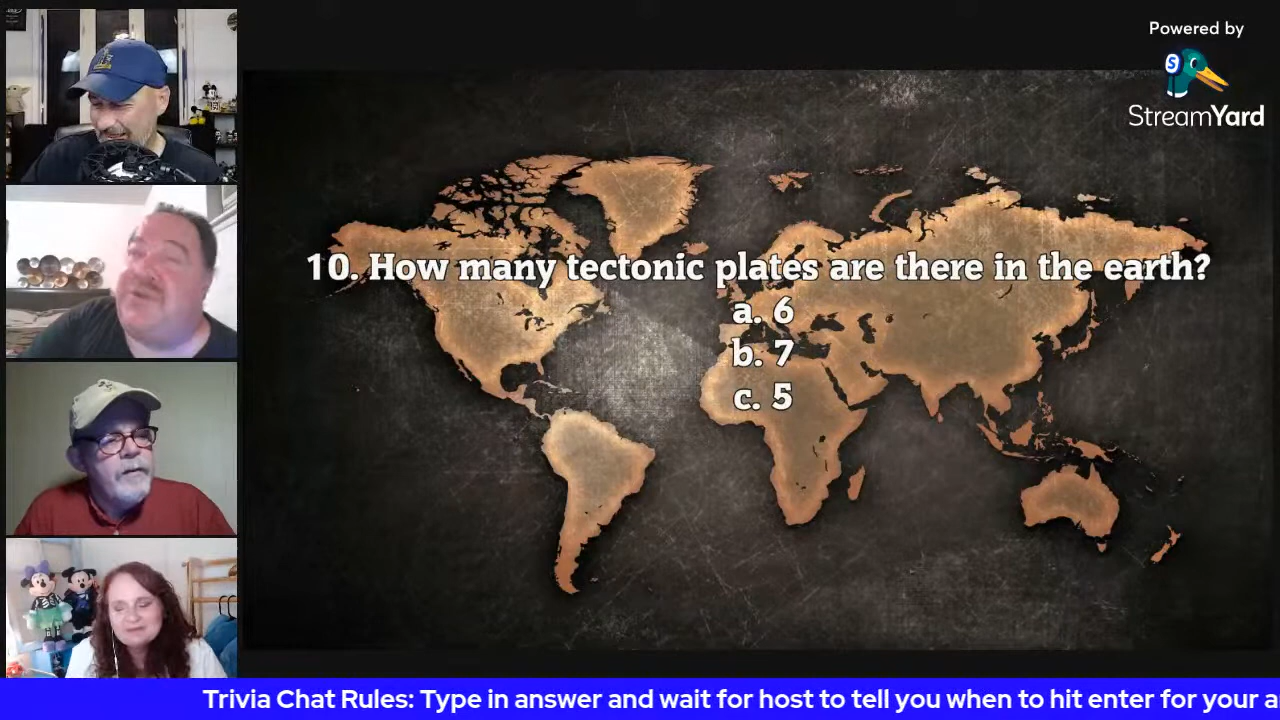 Powered by
StreamYard
10. How many tectonic plates are there in the earth?
a. 6
b. 7
c. 5
Trivia Chat Rules: Type in answer and wait for host to tell you when to hit enter for your a